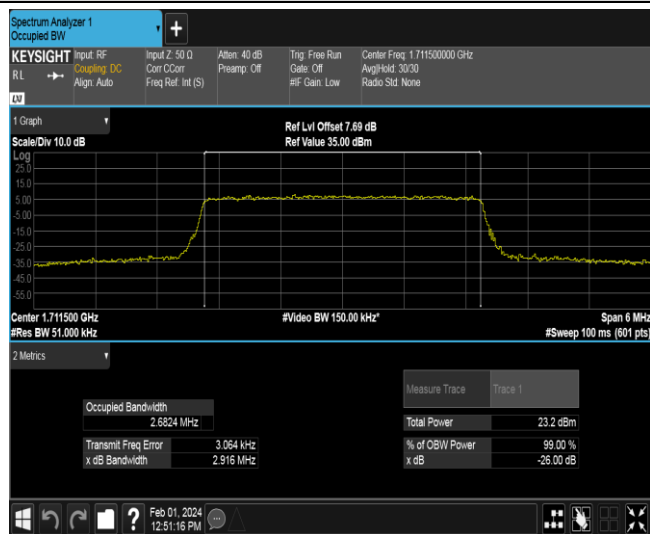 Spectrum Analyzer 1
Occupied BW
+
KEYSIGHT Input: RF Input Z: 50 Ω Atten: 40 dB Trig: Free Run Center Freq: 1.711500000 GHz
RL Coupling: DC Corr CCorr Preamp: Off Gate: Off Avg|Hold: 30/30
Align: Auto Freq Ref: Int (S) #IF Gain: Low Radio Std: None
LXI
1 Graph
Ref Lvl Offset 7.69 dB
Scale/Div 10.0 dB Ref Value 35.00 dBm
Log
25.0
15.0
5.00
-5.00
-15.0
-25.0
-35.0
-45.0
-55.0
Center 1.711500 GHz #Video BW 150.00 kHz* Span 6 MHz
#Res BW 51.000 kHz #Sweep 100 ms (601 pts)
2 Metrics
Measure Trace Trace 1
Occupied Bandwidth
2.6824 MHz
Total Power 23.2 dBm
Transmit Freq Error 3.064 kHz % of OBW Power 99.00 %
x dB Bandwidth 2.916 MHz x dB -26.00 dB
? Feb 01, 2024
12:51:16 PM